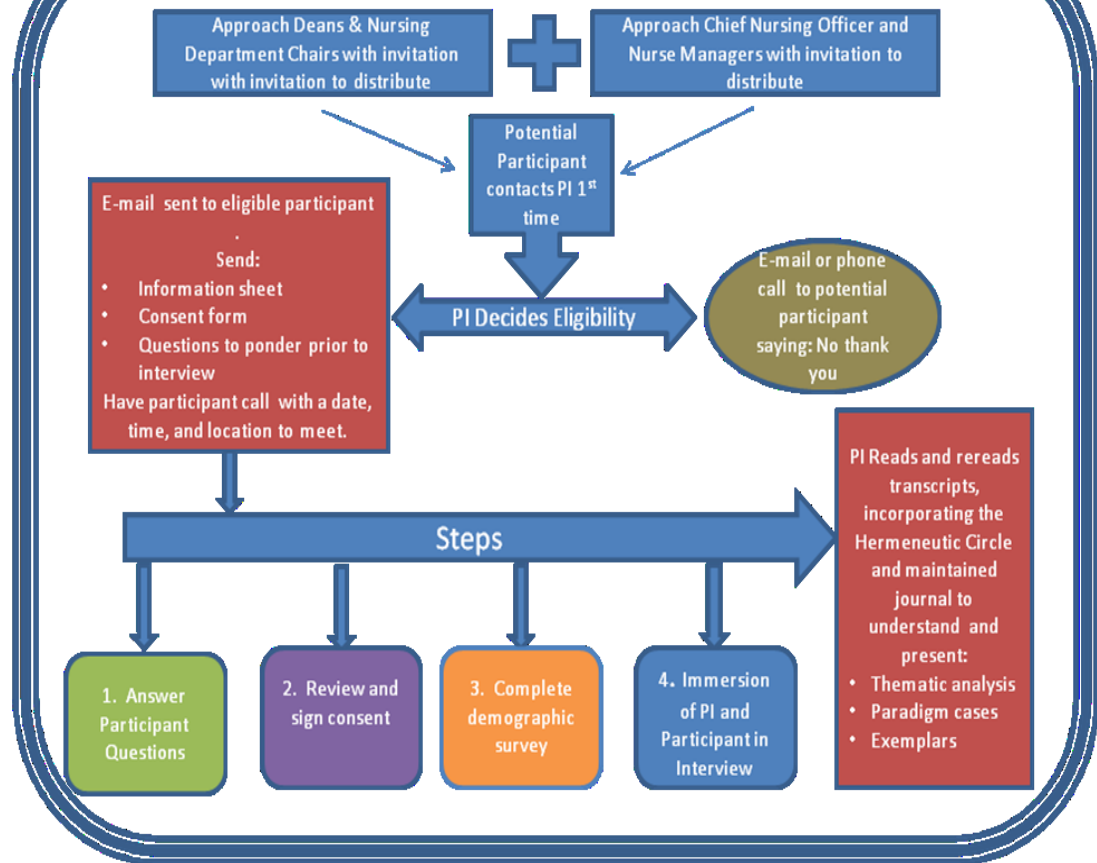 Approach Deans & Nursing
Department Chairs with invitation
with invitation to distribute
Approach Chief Nursing Officer and
Nurse Managers with invitation to
distribute
Potential
Participant
contacts PI 1st
time
E-mail sent to eligible participant
.
Send:
• Information sheet
• Consent form
• Questions to ponder prior to
interview
Have participant call with a date,
time, and location to meet.
PI Decides Eligibility
E-mail or phone
call to potential
participant
saying: No thank
you
Steps
1. Answer
Participant
Questions
2. Review and
sign consent
3. Complete
demographic
survey
4. Immersion
of PI and
Participant in
Interview
PI Reads and rereads
transcripts,
incorporating the
Hermeneutic Circle
and maintained
journal to
understand and
present:
• Thematic analysis
• Paradigm cases
• Exemplars